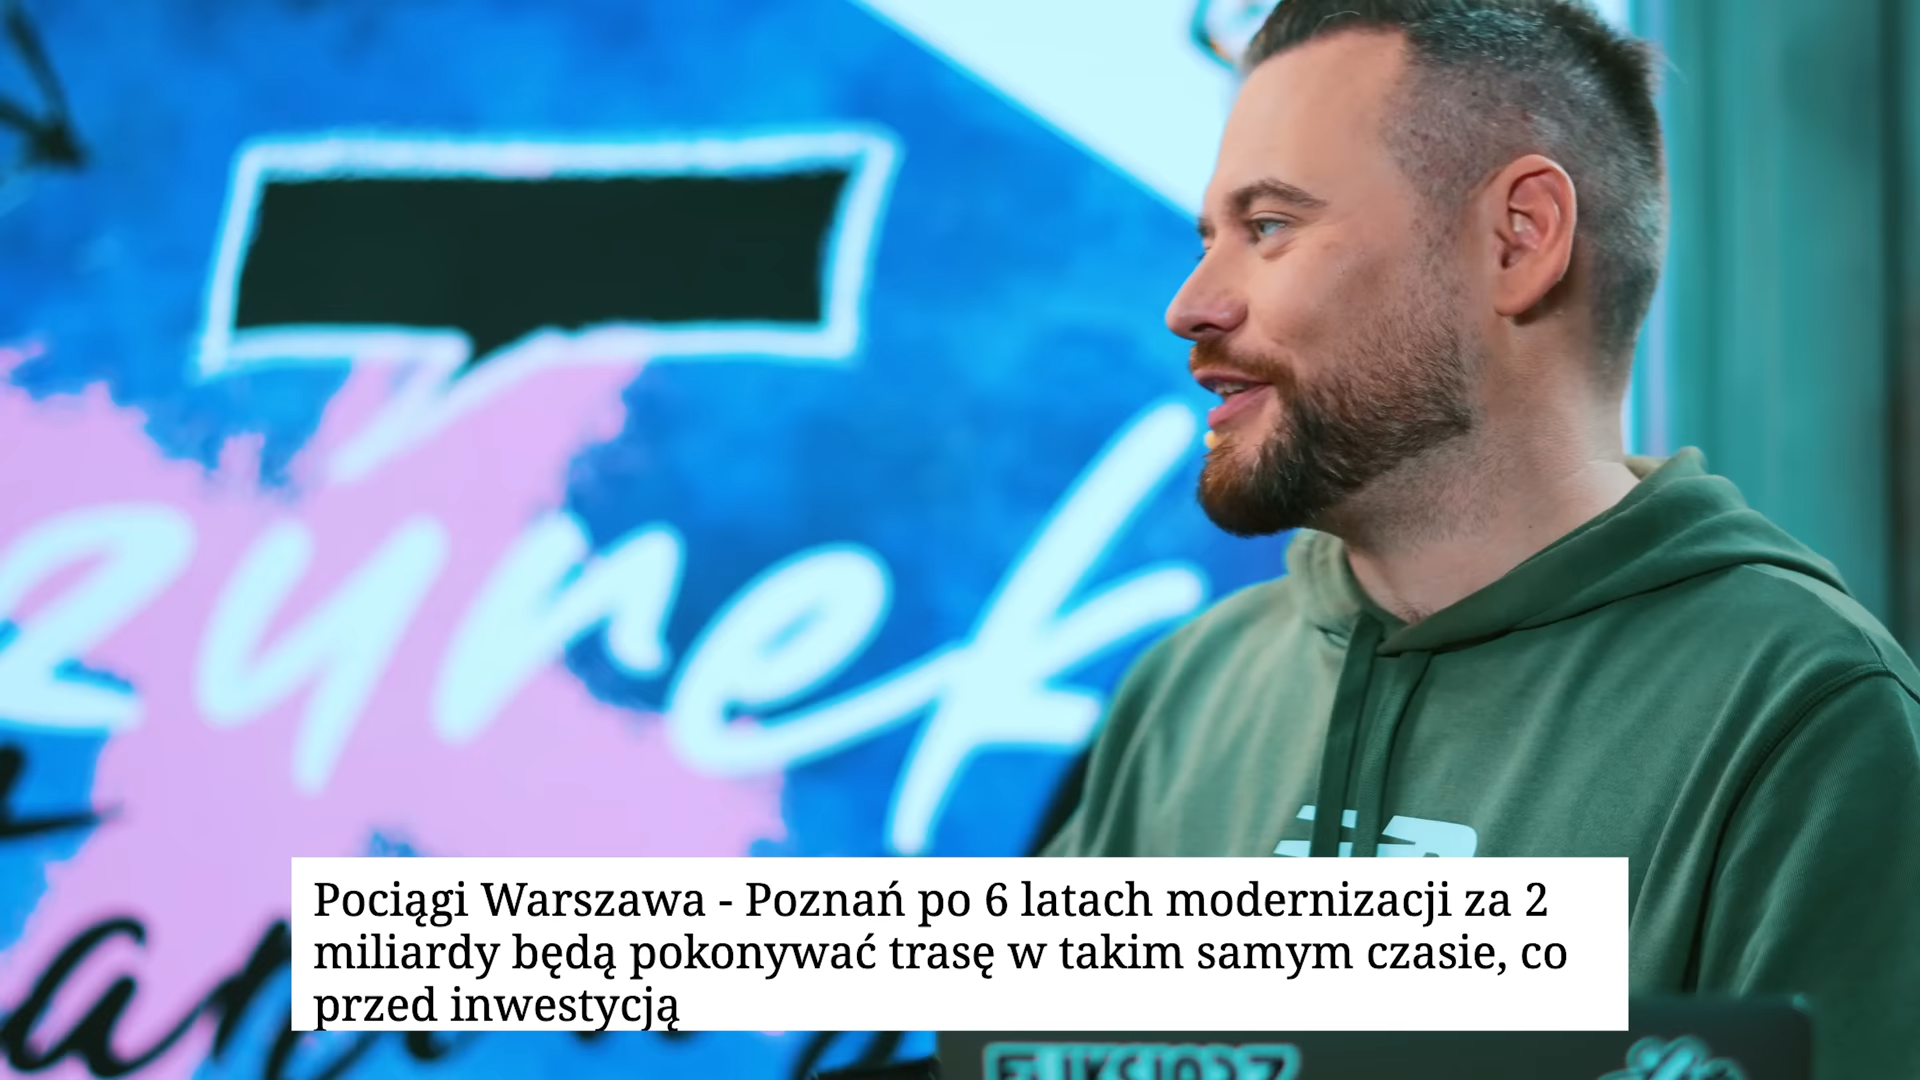 żurek
Pociągi Warszawa - Poznań po 6 latach modernizacji za 2
miliardy będą pokonywać trasę w takim samym czasie, co
przed inwestycją